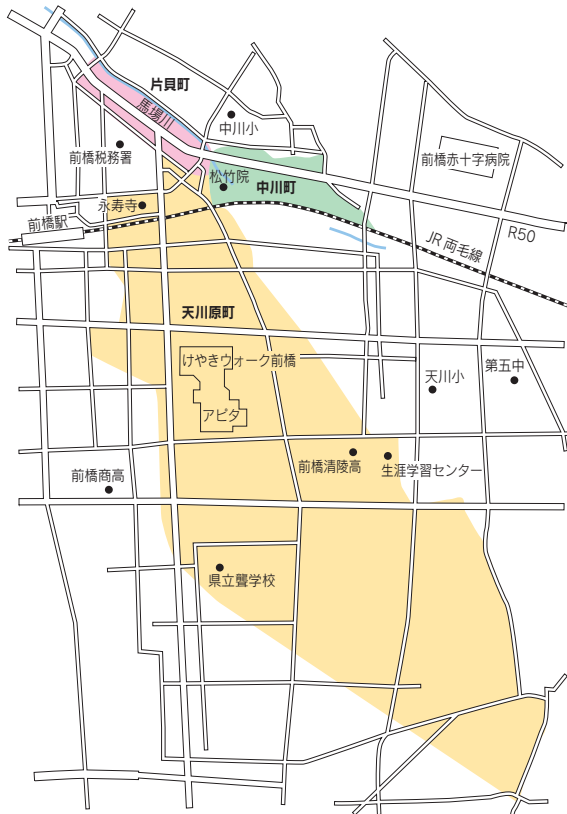 片貝町
馬場川
中川小
前橋税務署
前橋赤十字病院
松竹院
中川町
永寿寺
前橋駅
R50
JR両毛線
天川原町
けやきウォーク前橋
天川小
第五中
アピタ
前橋清陵高
生涯学習センター
前橋商高
県立聾学校